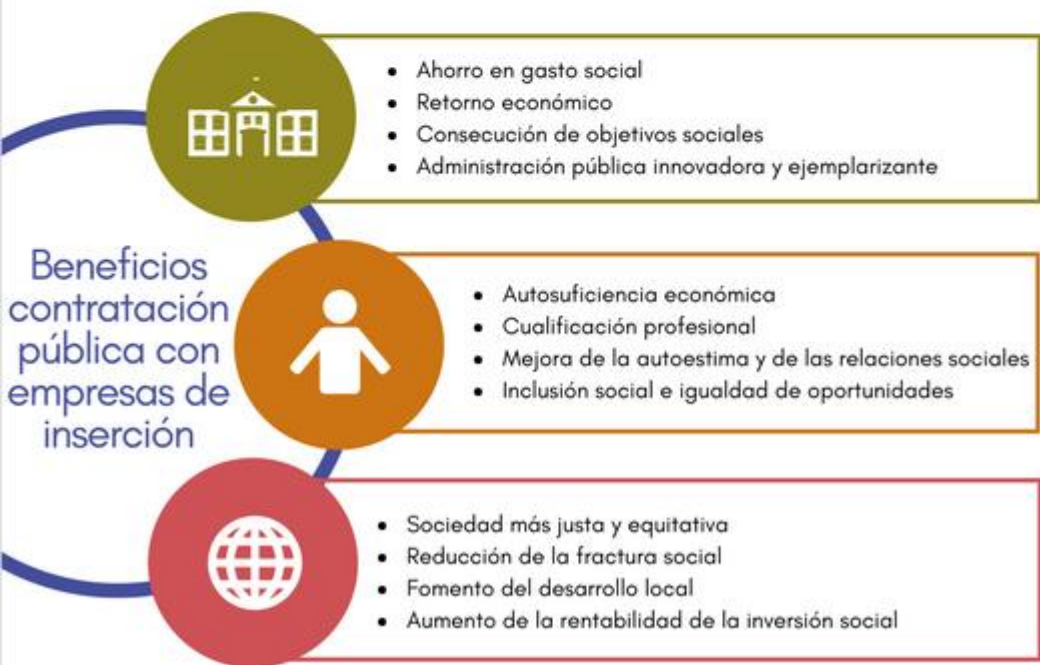 Beneficios
contratación
pública con
empresas de
inserción
• Ahorro en gasto social
• Retorno económico
• Consecución de objetivos sociales
• Administración pública innovadora y ejemplarizante
• Autosuficiencia económica
• Cualificación profesional
• Mejora de la autoestima y de las relaciones sociales
• Inclusión social e igualdad de oportunidades
• Sociedad más justa y equitativa
• Reducción de la fractura social
• Fomento del desarrollo local
• Aumento de la rentabilidad de la inversión social